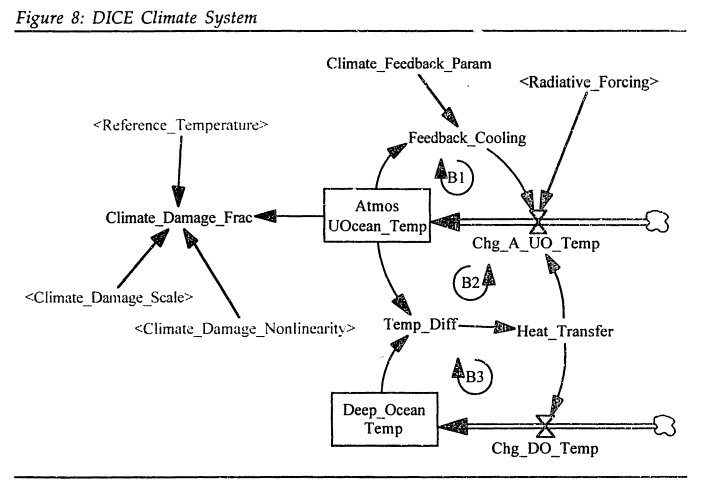 Figure 8: DICE Climate System
Climate_Feedback_Param
<Radiative_Forcing>
<Reference_Temperature>
Feedback_Cooling
B1
Atmos
UOcean_Temp
Climate_Damage_Frac
Chg_A_UO_Temp
B2
<Climate_Damage_Scale>
<Climate_Damage_Nonlinearity>
Temp_Diff
Heat_Transfer
B3
Deep_Ocean
Temp
Chg_DO_Temp